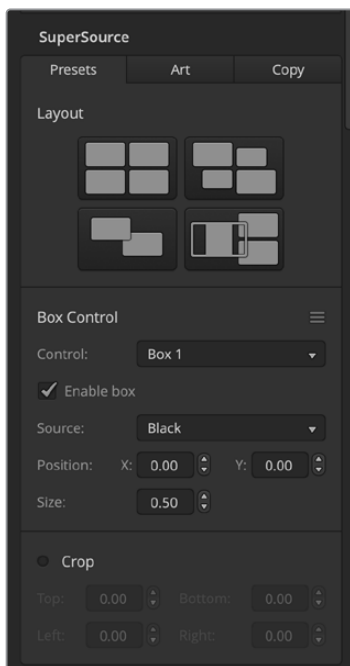 SuperSource
Presets Art Copy
Layout
Box Control
Control: Box 1
Enable box
Source: Black
Position: X: 0.00 Y: 0.00
Size: 0.50
Crop
Top: 0.00 Bottom: 0.00
Left: 0.00 Right: 0.00